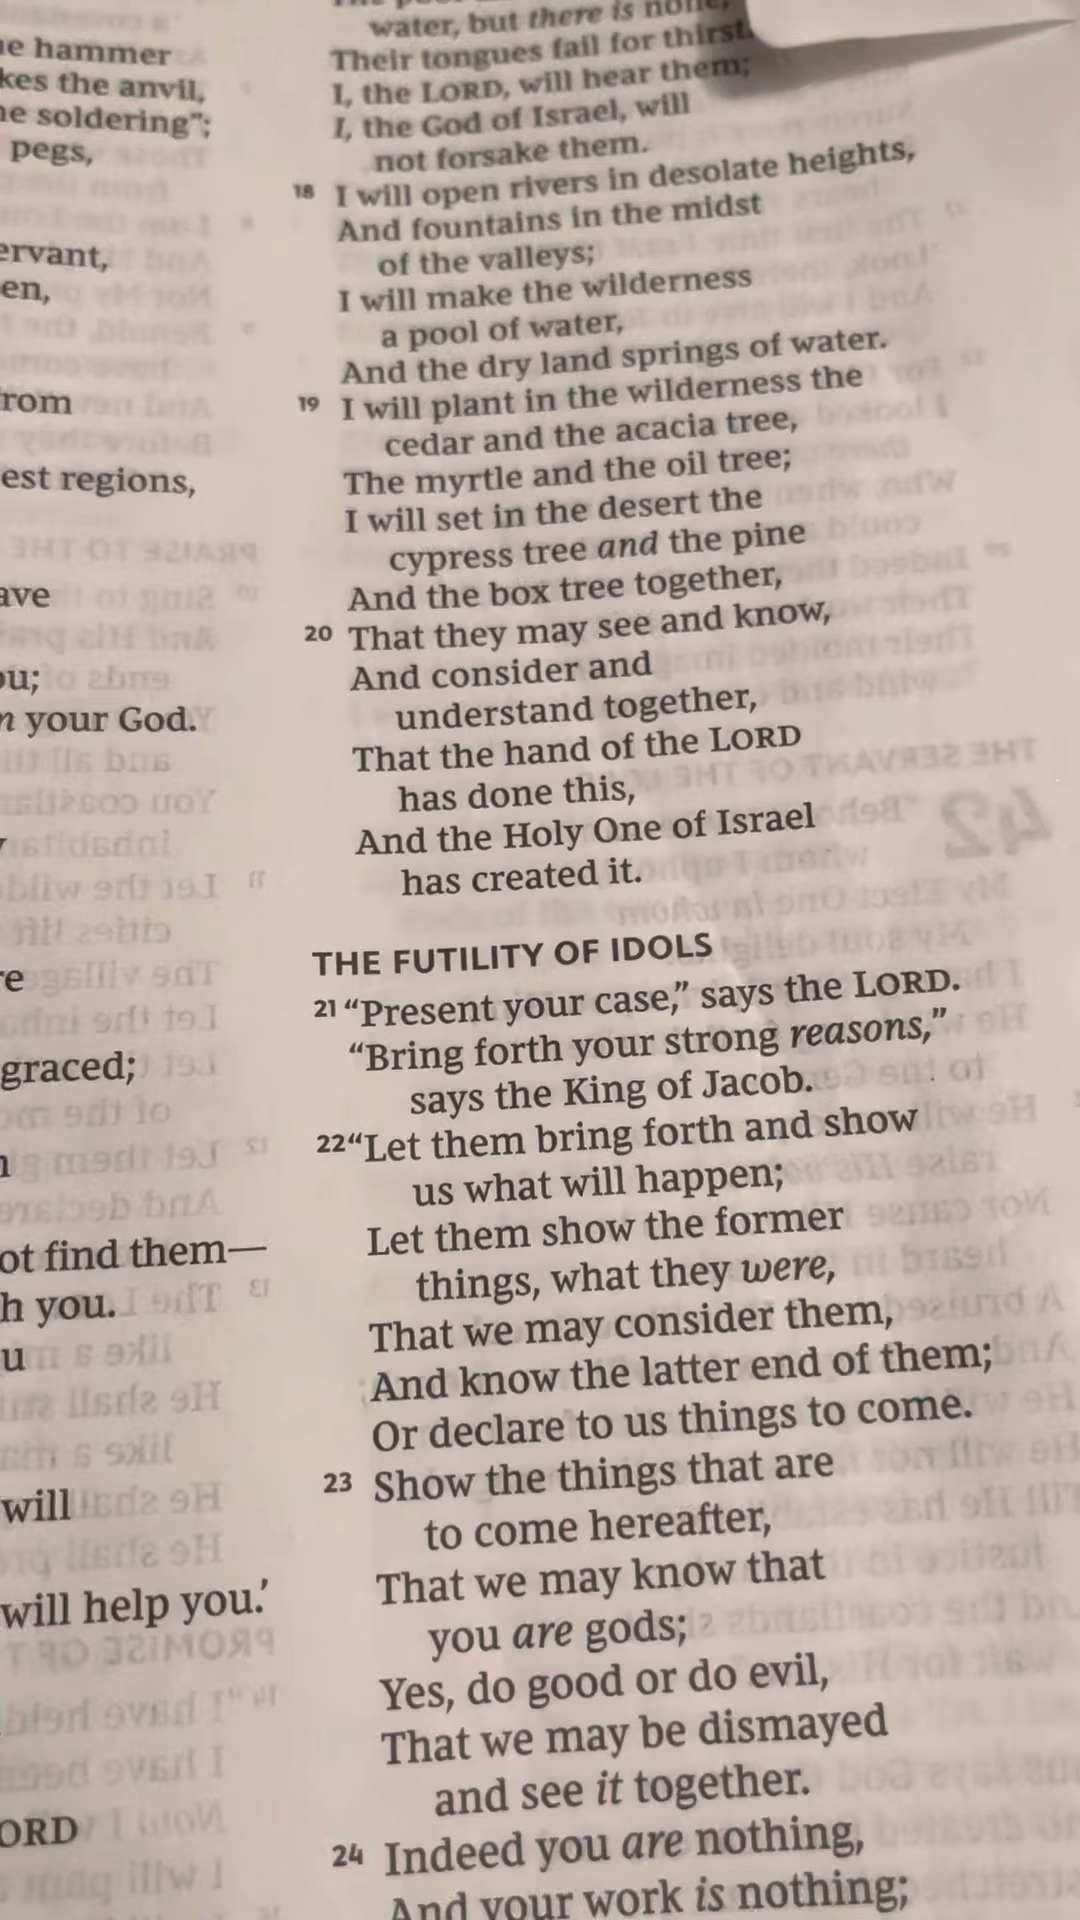 ne hammer
kes the anvil,
he soldering”;
pegs,
ervant,
en,
rom
est regions,
ave
ou;
n your God.
re
graced;
ot find them—
h you.
u
will
will help you.’
ORD
water, but there is none,
Their tongues fail for thirst.
I, the LORD, will hear them;
I, the God of Israel, will
not forsake them.
18 I will open rivers in desolate heights,
And fountains in the midst
of the valleys;
I will make the wilderness
a pool of water,
And the dry land springs of water.
19 I will plant in the wilderness the
cedar and the acacia tree,
The myrtle and the oil tree;
I will set in the desert the
cypress tree and the pine
And the box tree together,
20 That they may see and know,
And consider and
understand together,
That the hand of the LORD
has done this,
And the Holy One of Israel
has created it.
THE FUTILITY OF IDOLS
21 “Present your case,” says the LORD.
“Bring forth your strong reasons,”
says the King of Jacob.
22 “Let them bring forth and show
us what will happen;
Let them show the former
things, what they were,
That we may consider them,
And know the latter end of them;
Or declare to us things to come.
23 Show the things that are
to come hereafter,
That we may know that
you are gods;
Yes, do good or do evil,
That we may be dismayed
and see it together.
24 Indeed you are nothing,
And your work is nothing;